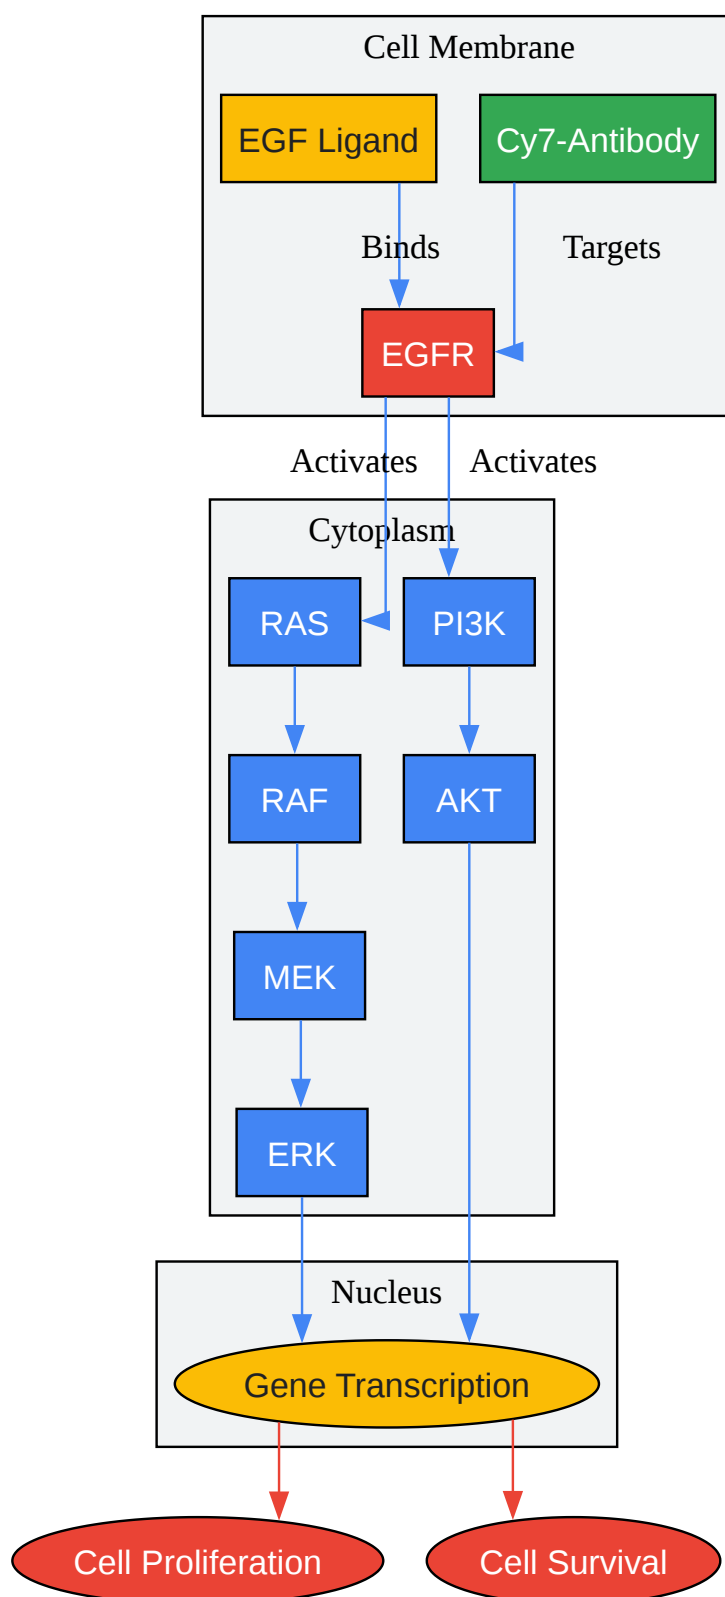 Cell Membrane
EGF Ligand
Cy7-Antibody
Binds
Targets
EGFR
Activates
Activates
Cytoplasm
RAS
PI3K
RAF
AKT
MEK
ERK
Nucleus
Gene Transcription
Cell Proliferation
Cell Survival